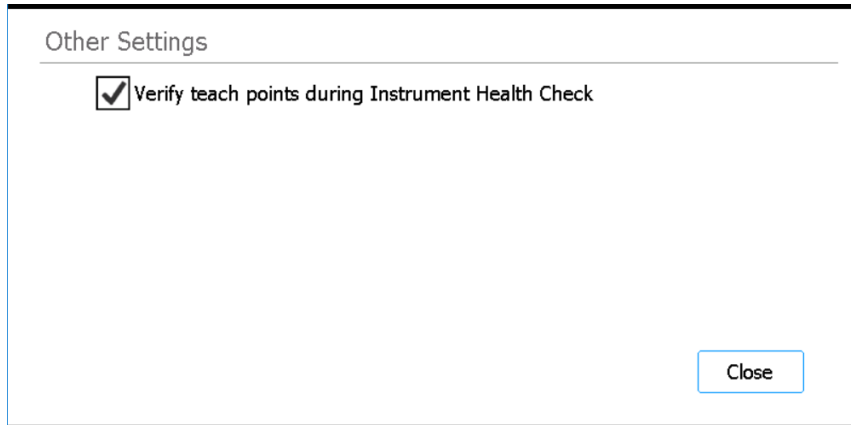 Other Settings
Verify teach points during Instrument Health Check
Close